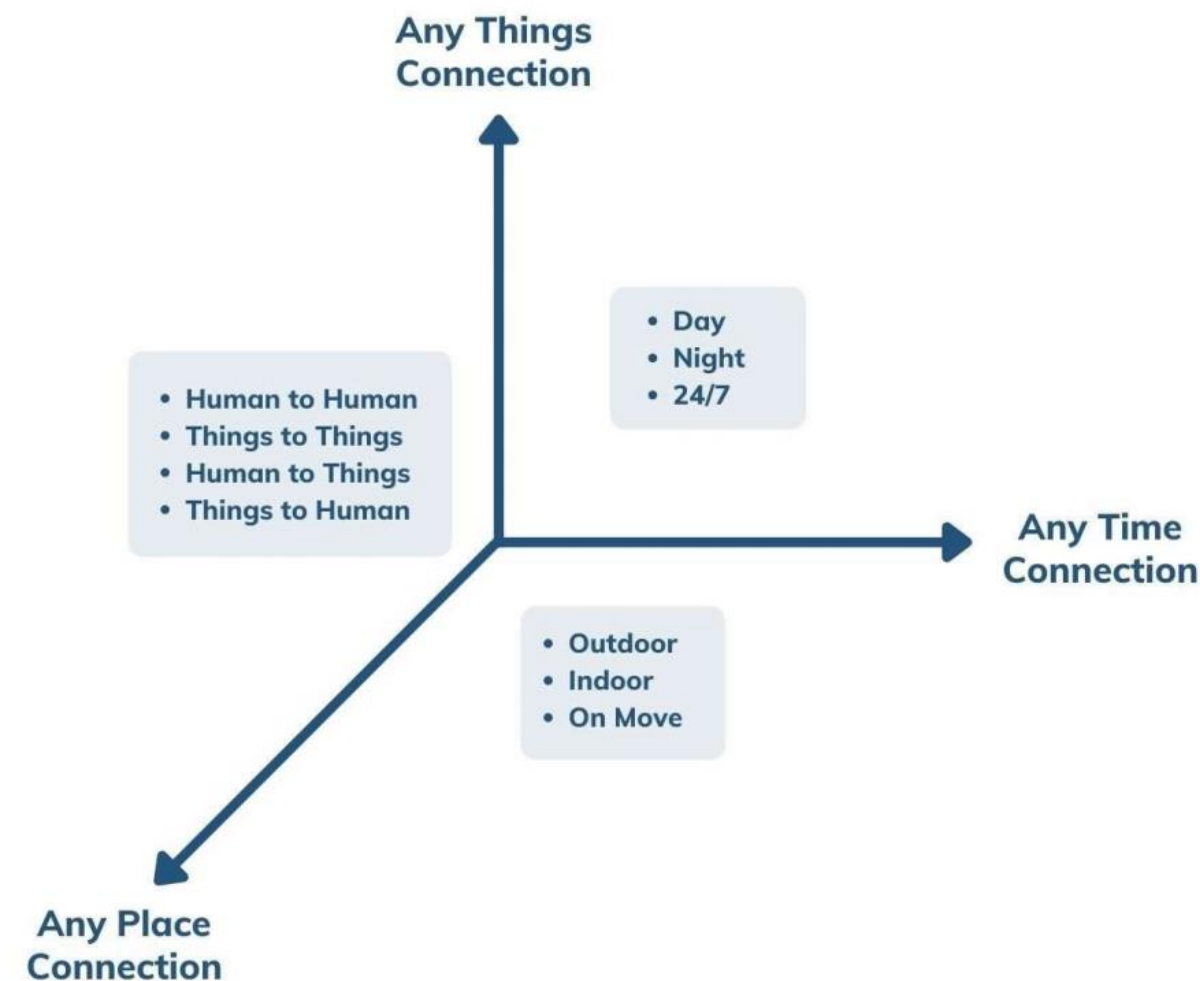 Any Things
Connection
• Day
• Night
• 24/7
• Human to Human
• Things to Things
• Human to Things
• Things to Human
Any Time
Connection
• Outdoor
• Indoor
• On Move
Any Place
Connection